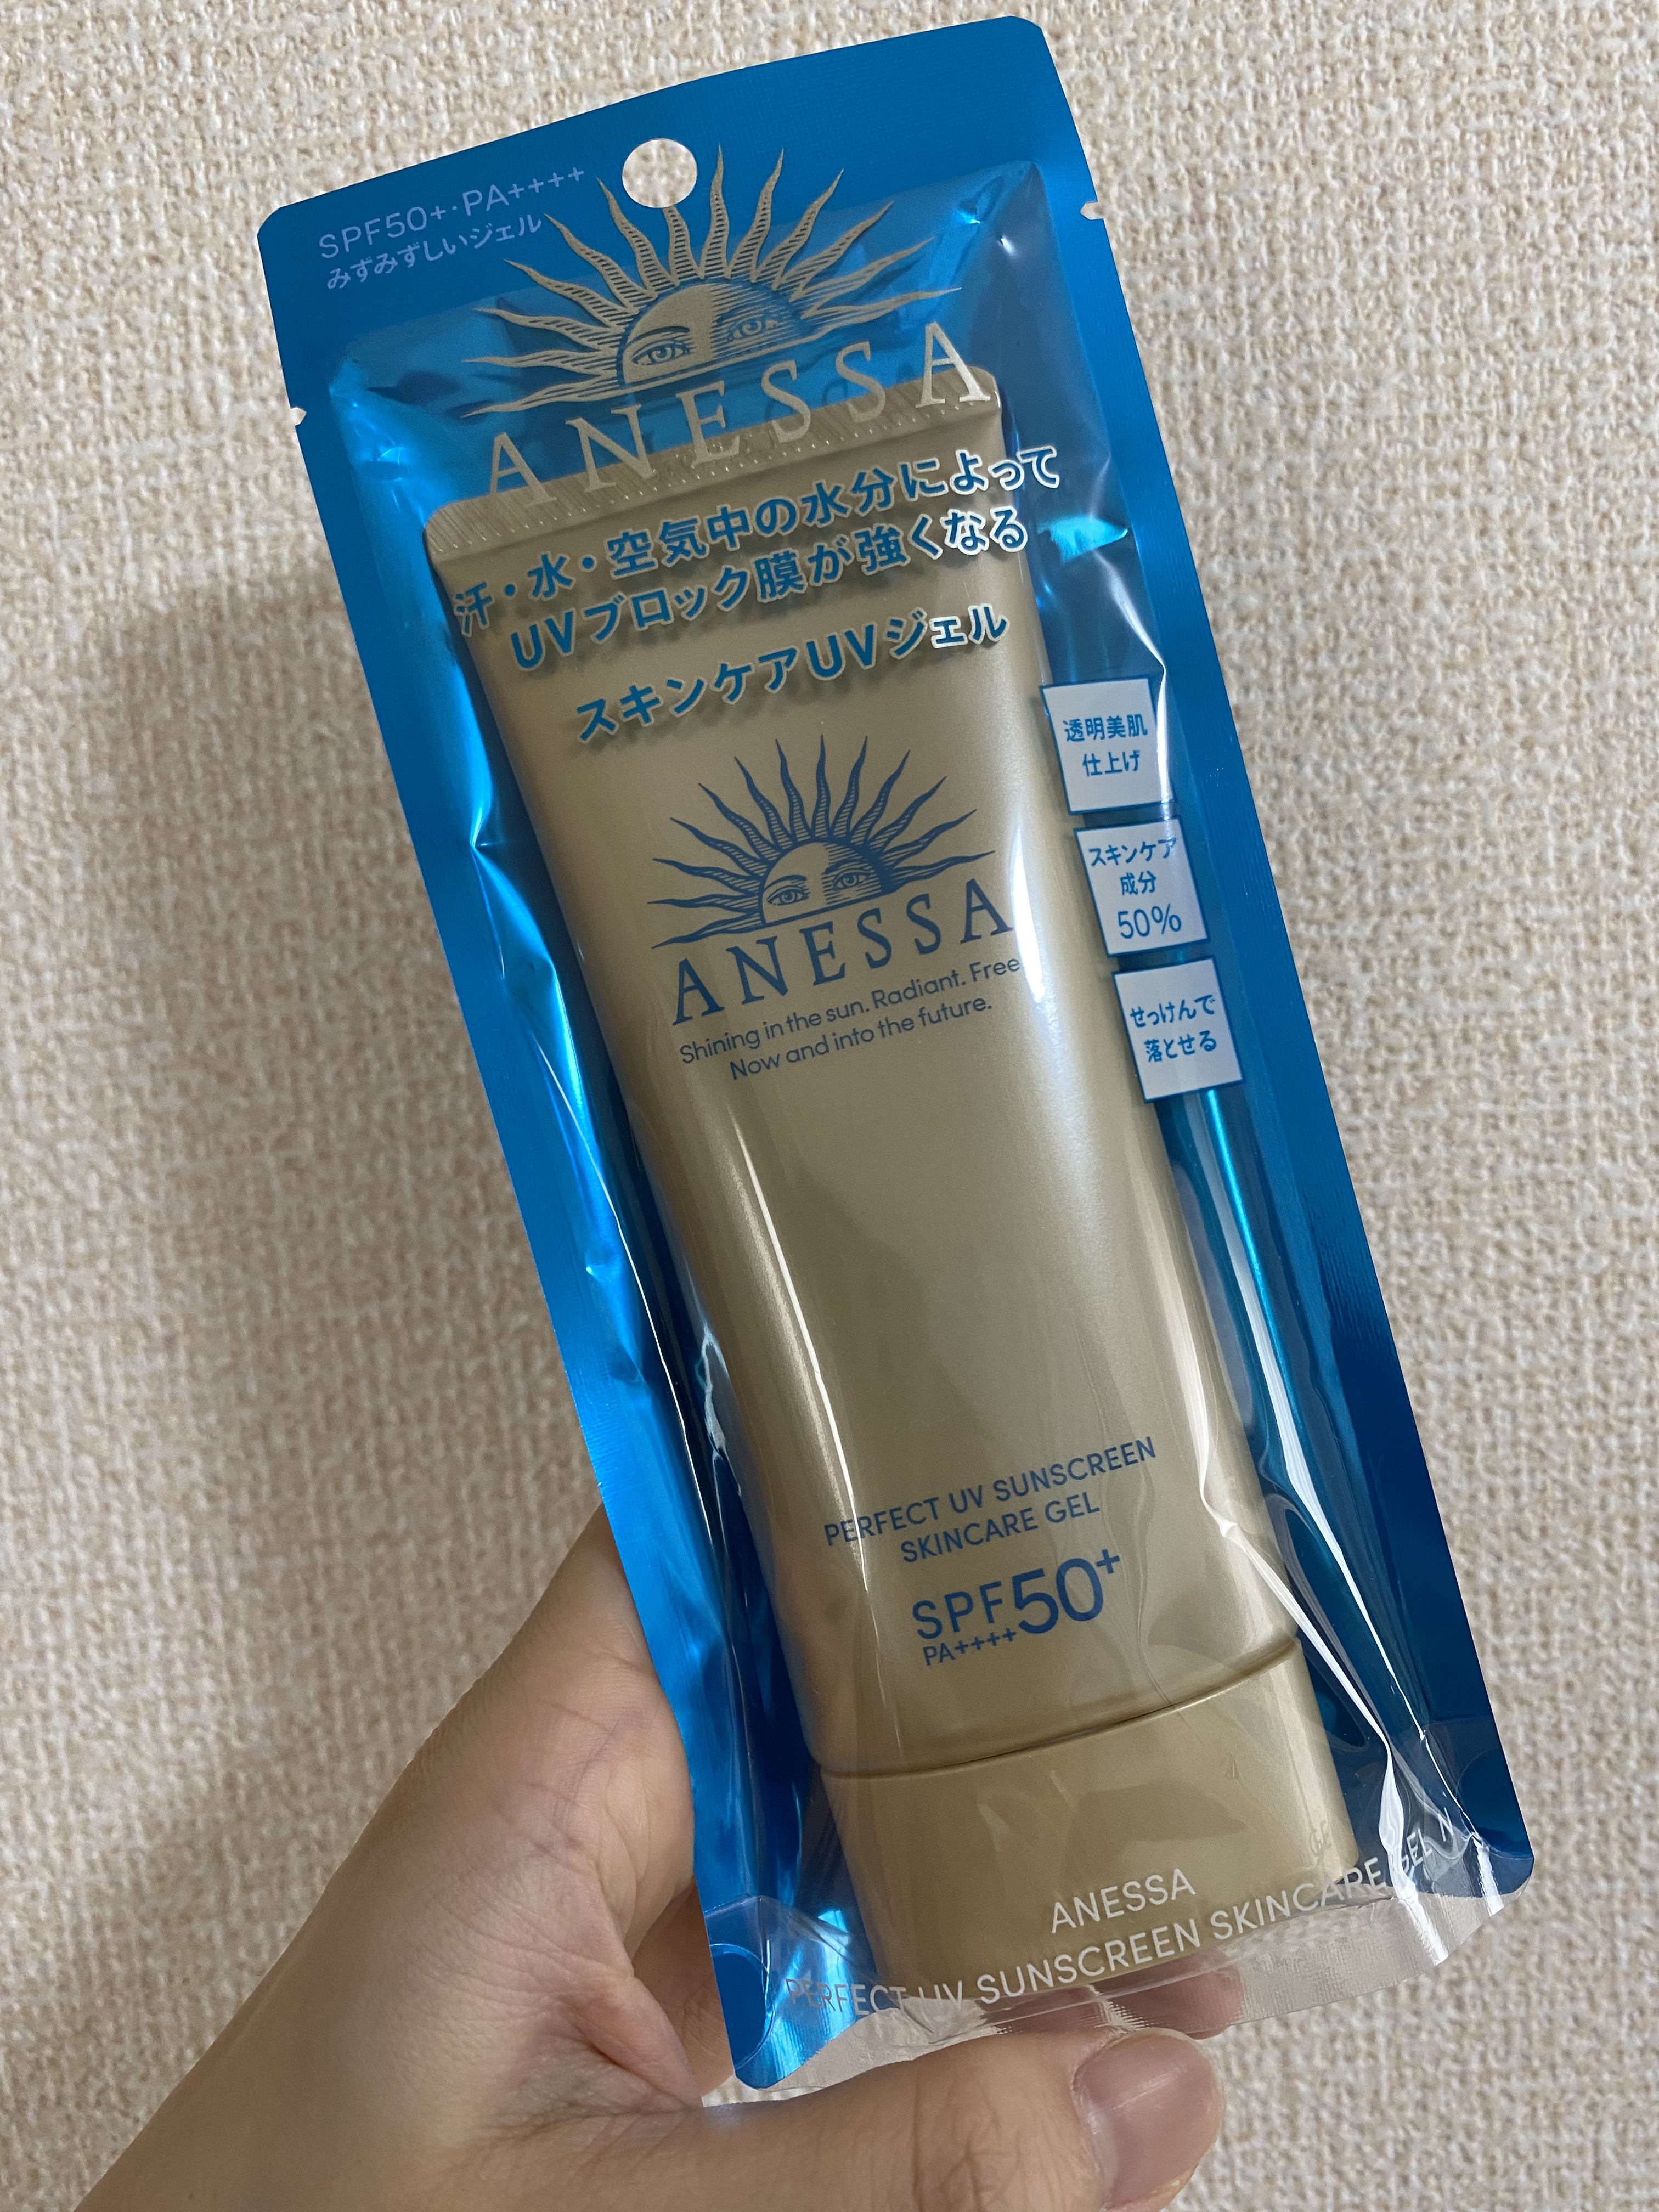 SPF50+・PA++++
みずみずしいジェル
ANESSA
汗・水・空気中の水分によって
UVブロック膜が強くなる
スキンケアUVジェル
透明美肌
仕上げ
スキンケア
成分
50%
せっけんで
落とせる
ANESSA
Shining in the sun. Radiant. Free
Now and into the future.
PERFECT UV SUNSCREEN
SKINCARE GEL
SPF50+
PA++++
ANESSA
PERFECT UV SUNSCREEN SKINCARE GEL N